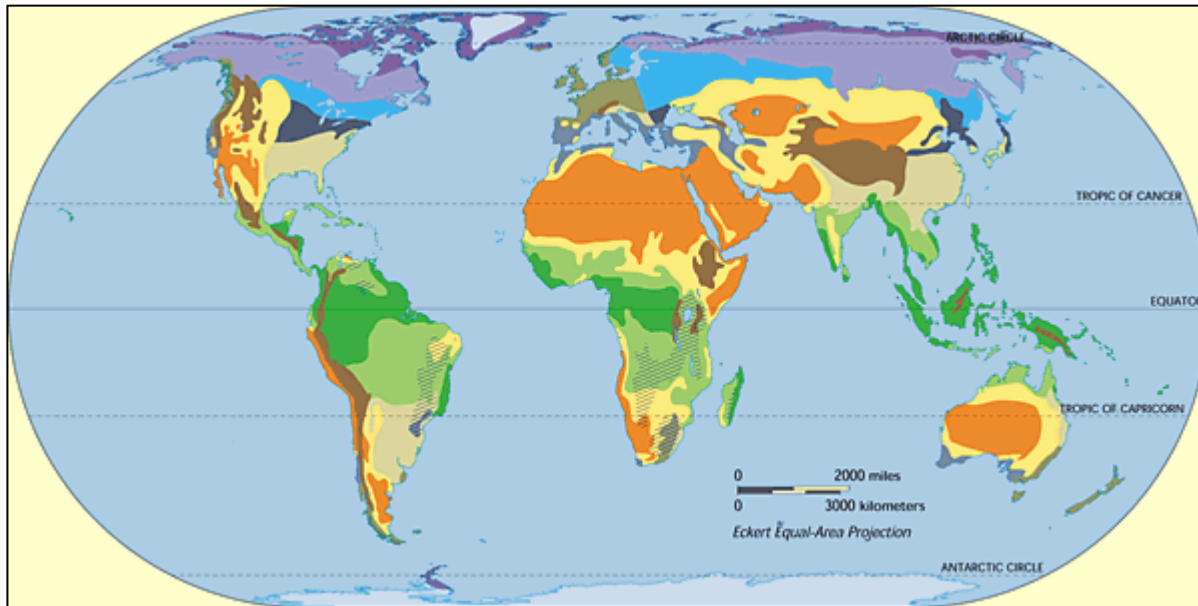 ARCTIC CIRCLE
TROPIC OF CANCER
EQUATO
TROPIC OF CAPRICORN
0 2000 miles
0 3000 kilometers
Eckert Equal-Area Projection
ANTARCTIC CIRCLE